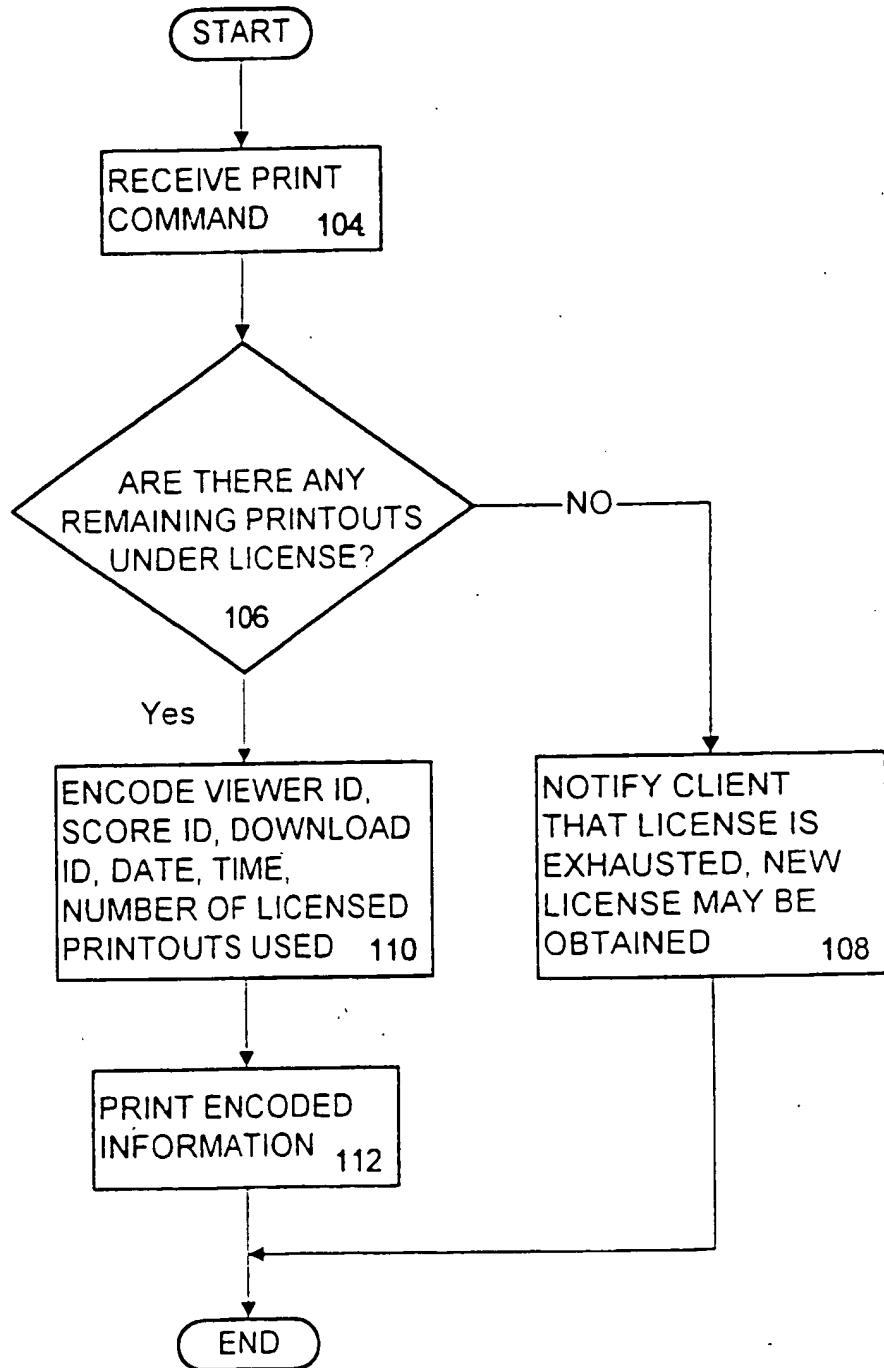 START
RECEIVE PRINT
COMMAND 104
ARE THERE ANY
REMAINING PRINTOUTS
UNDER LICENSE?
106
NO
Yes
ENCODE VIEWER ID,
SCORE ID, DOWNLOAD
ID, DATE, TIME,
NUMBER OF LICENSED
PRINTOUTS USED 110
NOTIFY CLIENT
THAT LICENSE IS
EXHAUSTED, NEW
LICENSE MAY BE
OBTAINED 108
PRINT ENCODED
INFORMATION 112
END